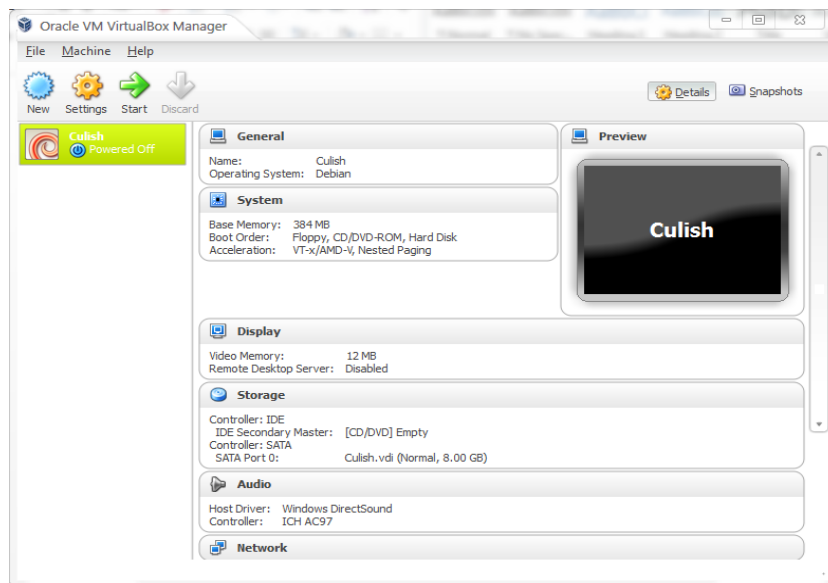 Oracle VM VirtualBox Manager
File Machine Help
New Settings Start Discard
Details Snapshots
Culish
Powered Off
General
Name: Culish
Operating System: Debian
System
Base Memory: 384 MB
Boot Order: Floppy, CD/DVD-ROM, Hard Disk
Acceleration: VT-x/AMD-V, Nested Paging
Preview
Culish
Display
Video Memory: 12 MB
Remote Desktop Server: Disabled
Storage
Controller: IDE
IDE Secondary Master: [CD/DVD] Empty
Controller: SATA
SATA Port 0: Culish.vdi (Normal, 8.00 GB)
Audio
Host Driver: Windows DirectSound
Controller: ICH AC97
Network